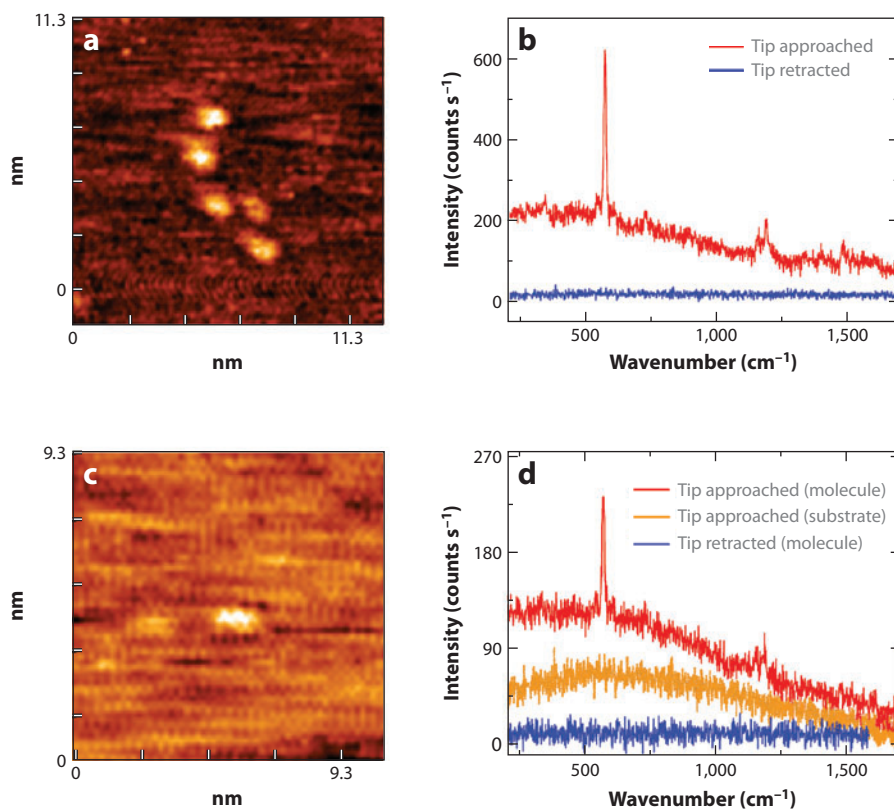 a
11.3
nm
0
0
11.3
nm
b
Tip approached
Tip retracted
600
400
200
0
Intensity (counts s⁻¹)
500
1,000
1,500
Wavenumber (cm⁻¹)
c
9.3
nm
0
0
9.3
nm
d
Tip approached (molecule)
Tip approached (substrate)
Tip retracted (molecule)
270
180
90
0
Intensity (counts s⁻¹)
500
1,000
1,500
Wavenumber (cm⁻¹)